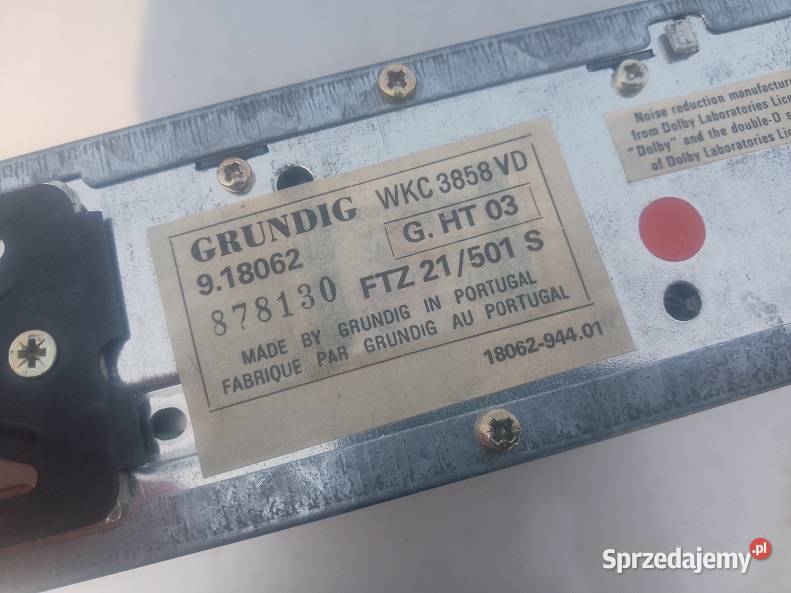 GRUNDIG WKC 3858 VD
9.18062 G. HT 03
878130 FTZ 21/501 S
MADE BY GRUNDIG IN PORTUGAL
FABRIQUE PAR GRUNDIG AU PORTUGAL
18062-944.01
Noise reduction manufacture
from Dolby Laboratories Lice
"Dolby" and the double-D s
of Dolby Laboratories Li
Sprzedajemy.pl